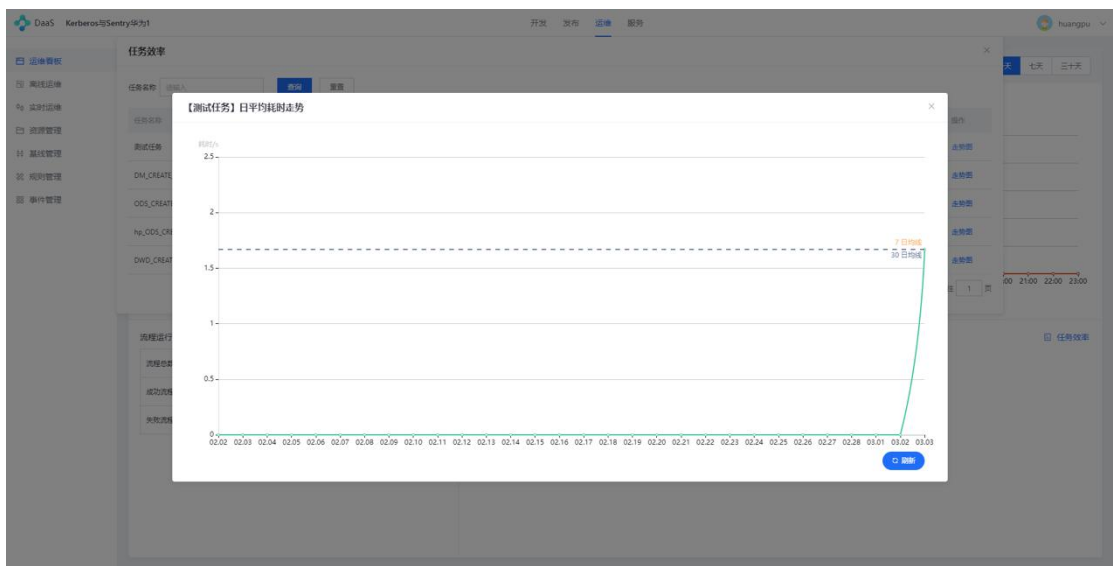 DaaS Kerberos与Sentry华为1 开发 发布 运维 服务 huangpu
运维看板
离线运维
实时运维
资源管理
基线管理
规则管理
事件管理
任务效率
七天 三十天
任务名称 请输入 查询 重置
任务名称 操作
测试任务 走势图
DM_CREATE 走势图
ODS_CREATE 走势图
hp_ODS_CRE 走势图
DWD_CREAT 走势图
1 页
:00 21:00 22:00 23:00
【测试任务】日平均耗时走势
耗时/s
2.5
2
1.5
1
0.5
0
7 日均线
30 日均线
02.02 02.03 02.04 02.05 02.06 02.07 02.08 02.09 02.10 02.11 02.12 02.13 02.14 02.15 02.16 02.17 02.18 02.19 02.20 02.21 02.22 02.23 02.24 02.25 02.26 02.27 02.28 03.01 03.02 03.03
刷新
流程运行 任务效率
流程总数
成功流程
失败流程